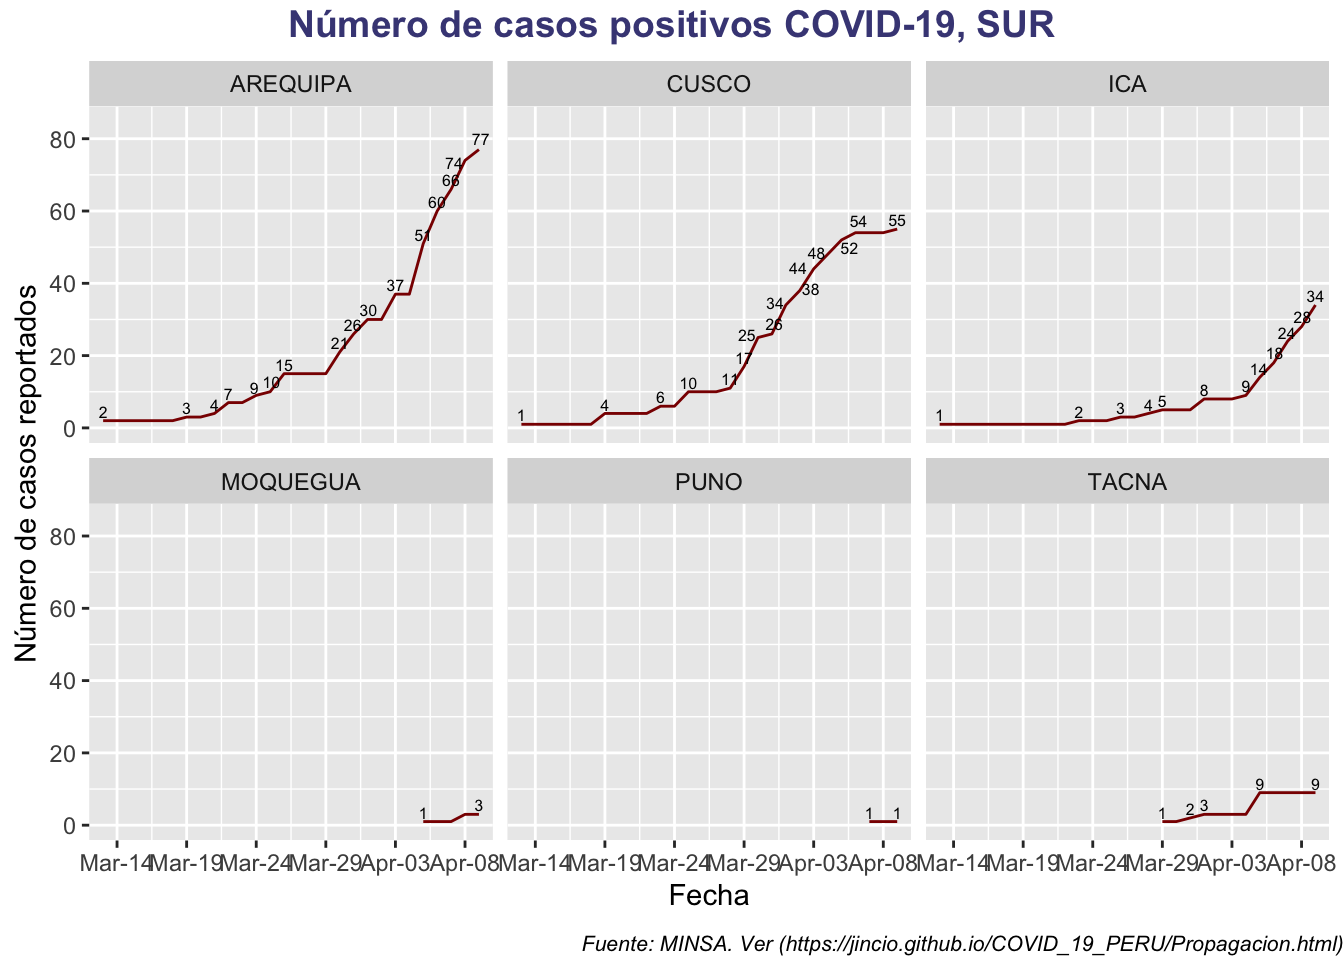 Número de casos positivos COVID-19, SUR
AREQUIPA CUSCO ICA
80
60
40
20
0
2 3 4 7 9 10 15 21 26 30 37 51 60 66 74 77
1 4 6 10 11 17 25 26 34 38 44 48 52 54 55
1 2 3 4 5 8 9 14 18 24 28 34
MOQUEGUA PUNO TACNA
80
60
40
20
0
1 3
1 1
1 2 3 9 9
Mar-14 Mar-19 Mar-24 Mar-29 Apr-03 Apr-08 Mar-14 Mar-19 Mar-24 Mar-29 Apr-03 Apr-08 Mar-14 Mar-19 Mar-24 Mar-29 Apr-03 Apr-08
Número de casos reportados
Fecha
Fuente: MINSA. Ver (https://jincio.github.io/COVID_19_PERU/Propagacion.html)